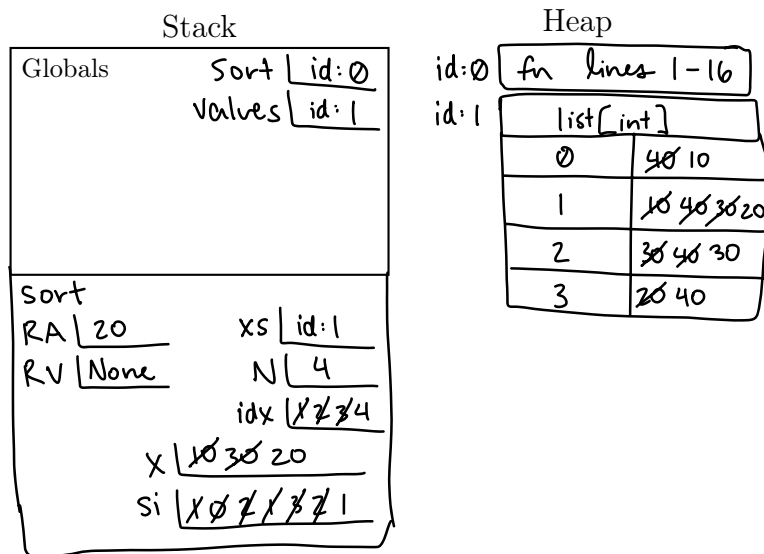 Stack
Heap
Globals
Sort id:0
values id:1
id:0 fn lines 1-16
id:1 list[int]
0 40 10
1 10 40 30 20
2 30 40 30
3 20 40
sort
RA 20
RV None
xs id:1
N 4
idx 1 2 3 4
x 10 30 20
si 1 0 2 1 3 2 1